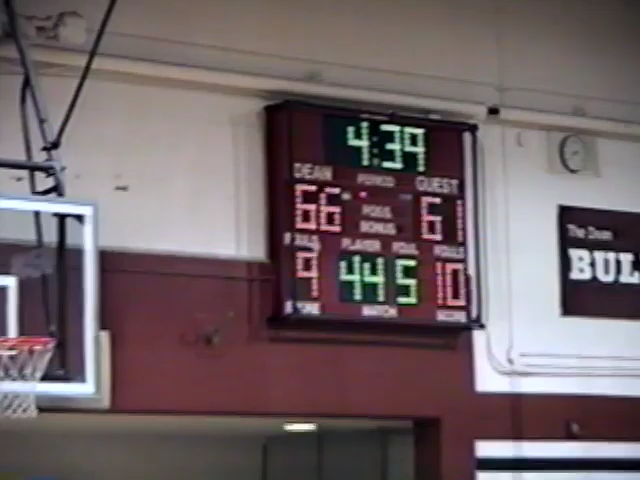 4:39
DEAN PERIOD GUEST
66 POSS. 61
BONUS
FOULS PLAYER FOUL FOULS
9 44 5 10
MATCH
The Dean
BUL